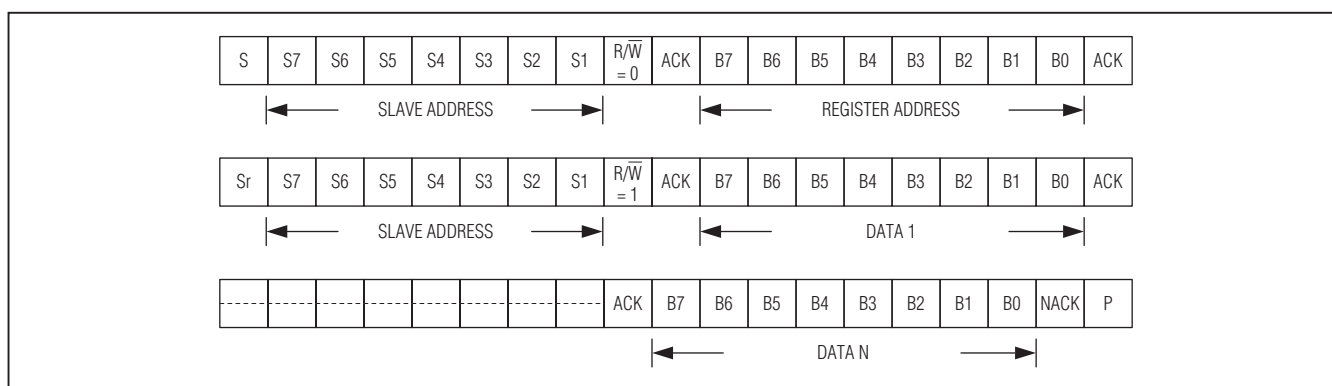 S S7 S6 S5 S4 S3 S2 S1 R/W̅ = 0 ACK B7 B6 B5 B4 B3 B2 B1 B0 ACK
SLAVE ADDRESS REGISTER ADDRESS
Sr S7 S6 S5 S4 S3 S2 S1 R/W̅ = 1 ACK B7 B6 B5 B4 B3 B2 B1 B0 ACK
SLAVE ADDRESS DATA 1
ACK B7 B6 B5 B4 B3 B2 B1 B0 NACK P
DATA N